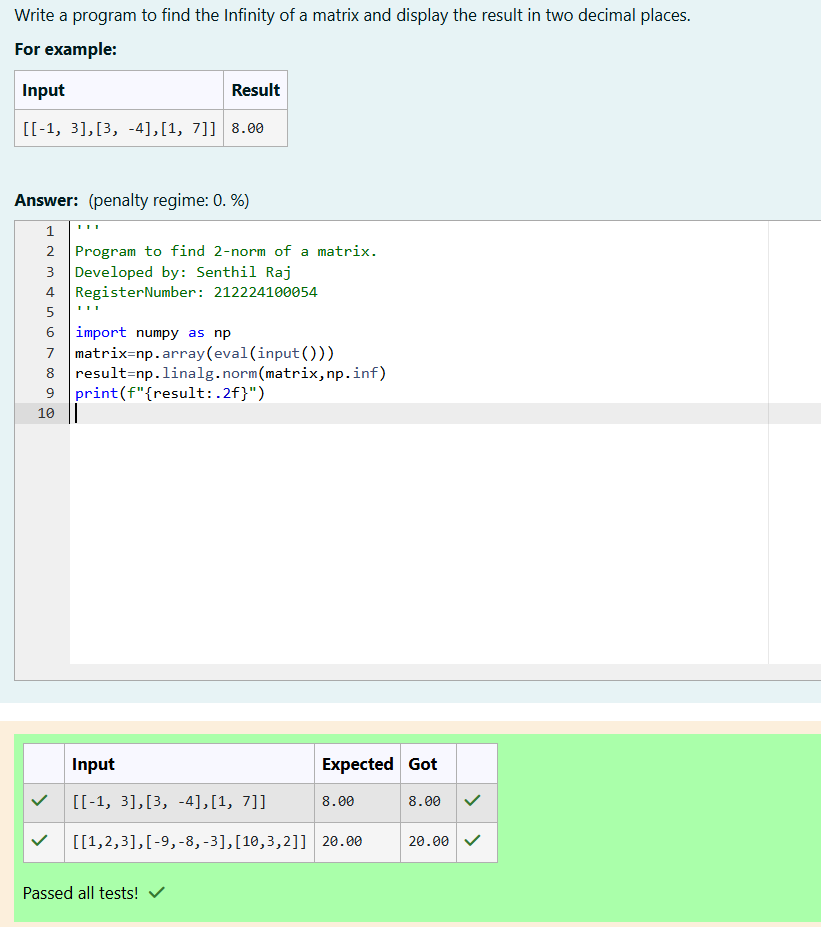 Write a program to find the Infinity of a matrix and display the result in two decimal places.
For example:
Input Result
[[-1, 3],[3, -4],[1, 7]] 8.00
Answer: (penalty regime: 0. %)
1 '''
2 Program to find 2-norm of a matrix.
3 Developed by: Senthil Raj
4 RegisterNumber: 212224100054
5 '''
6 import numpy as np
7 matrix=np.array(eval(input()))
8 result=np.linalg.norm(matrix,np.inf)
9 print(f"{result:.2f}")
10
Input Expected Got
[[-1, 3],[3, -4],[1, 7]] 8.00 8.00
[[1,2,3],[-9,-8,-3],[10,3,2]] 20.00 20.00
Passed all tests!